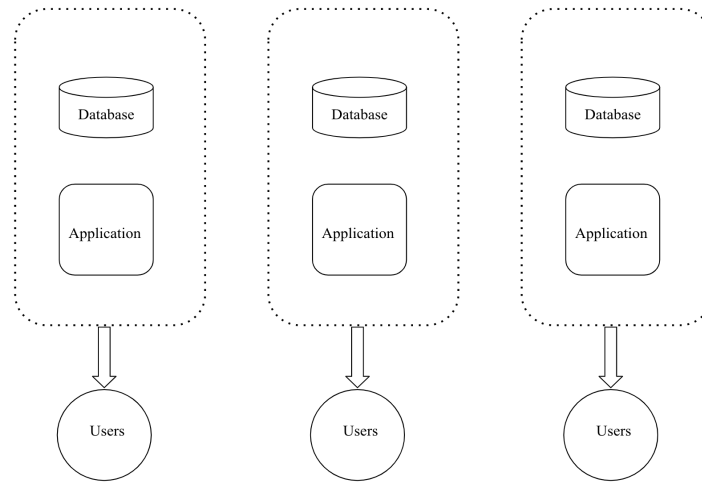 Database
Database
Database
Application
Application
Application
Users
Users
Users